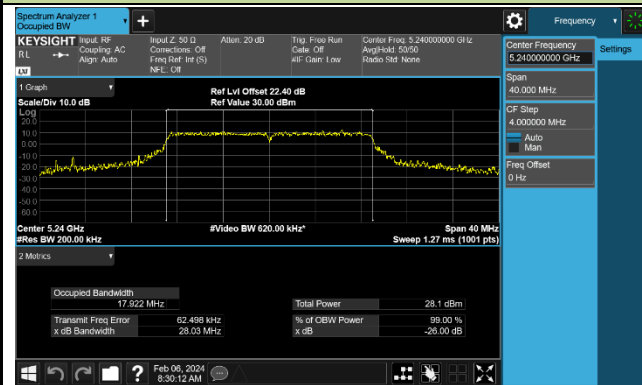 Spectrum Analyzer 1
Occupied BW
Frequency
KEYSIGHT
RL
LXI
Input: RF
Coupling: AC
Align: Auto
Input Z: 50 Ω
Corrections: Off
Freq Ref: Int (S)
NFE: Off
Atten: 20 dB
Trig: Free Run
Gate: Off
#IF Gain: Low
Center Freq: 5.240000000 GHz
Avg|Hold: 50/50
Radio Std: None
Center Frequency
5.240000000 GHz
Settings
Span
40.000 MHz
CF Step
4.000000 MHz
Auto
Man
Freq Offset
0 Hz
1 Graph
Scale/Div 10.0 dB
Ref Lvl Offset 22.40 dB
Ref Value 30.00 dBm
Log
20.0
10.0
0.00
-10.0
-20.0
-30.0
-40.0
-50.0
-60.0
Center 5.24 GHz
#Res BW 200.00 kHz
#Video BW 620.00 kHz*
Span 40 MHz
Sweep 1.27 ms (1001 pts)
2 Metrics
Occupied Bandwidth
17.922 MHz
Total Power 28.1 dBm
Transmit Freq Error 62.498 kHz
% of OBW Power 99.00 %
x dB Bandwidth 28.03 MHz
x dB -26.00 dB
?
Feb 06, 2024
8:30:12 AM